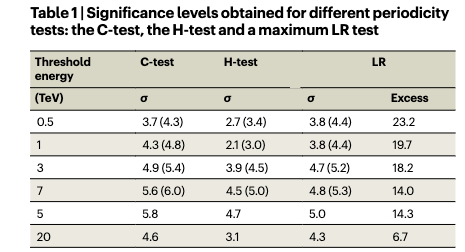 Table 1 | Significance levels obtained for different periodicity
tests: the C-test, the H-test and a maximum LR test
Threshold energy C-test H-test LR
(TeV) σ σ σ Excess
0.5 3.7 (4.3) 2.7 (3.4) 3.8 (4.4) 23.2
1 4.3 (4.8) 2.1 (3.0) 3.8 (4.4) 19.7
3 4.9 (5.4) 3.9 (4.5) 4.7 (5.2) 18.2
7 5.6 (6.0) 4.5 (5.0) 4.8 (5.3) 14.0
5 5.8 4.7 5.0 14.3
20 4.6 3.1 4.3 6.7